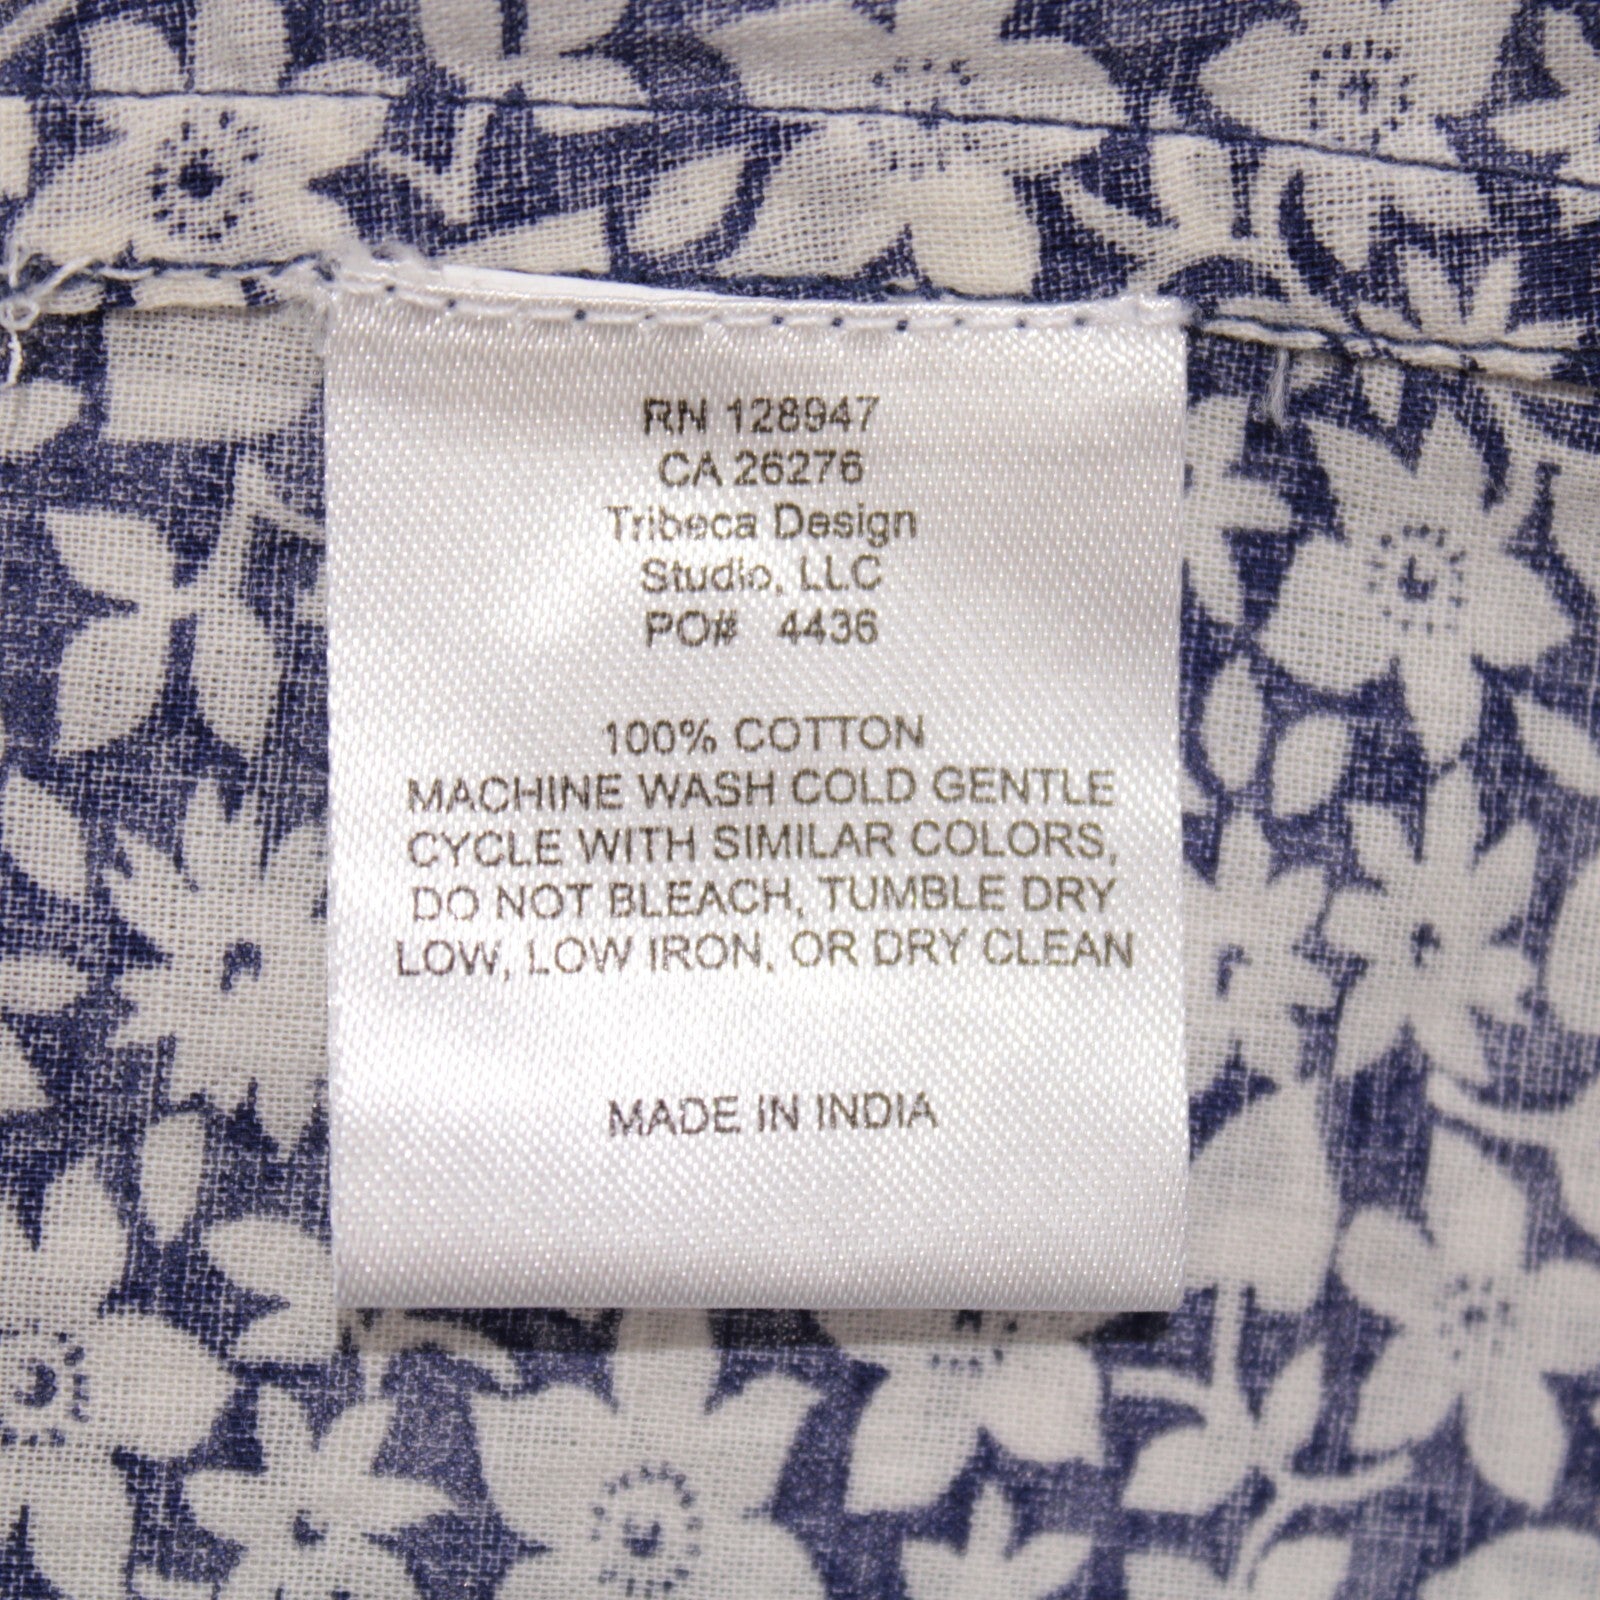 RN 128947
CA 26276
Tribeca Design
Studio, LLC
PO# 4436
100% COTTON
MACHINE WASH COLD GENTLE
CYCLE WITH SIMILAR COLORS,
DO NOT BLEACH, TUMBLE DRY
LOW, LOW IRON, OR DRY CLEAN
MADE IN INDIA